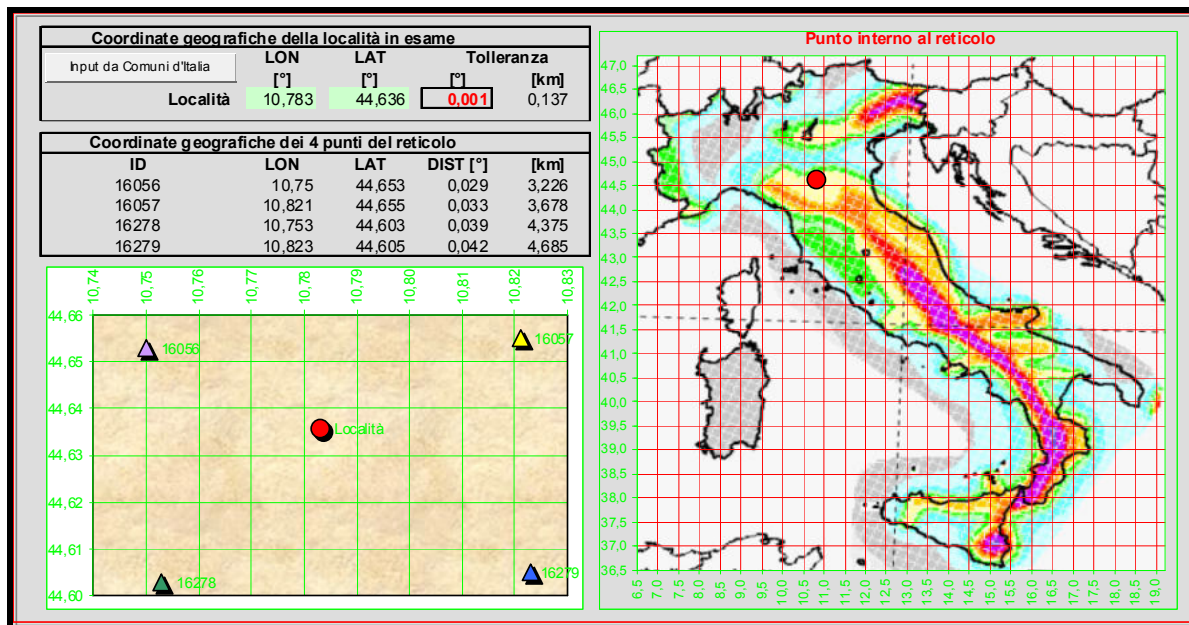 Coordinate geografiche della località in esame
Input da Comuni d'Italia
LON LAT Tolleranza
[°] [°] [°] [km]
Località 10,783 44,636 0,001 0,137
Coordinate geografiche dei 4 punti del reticolo
ID LON LAT DIST [°] [km]
16056 10,75 44,653 0,029 3,226
16057 10,821 44,655 0,033 3,678
16278 10,753 44,603 0,039 4,375
16279 10,823 44,605 0,042 4,685
10,74 10,75 10,76 10,77 10,78 10,79 10,80 10,81 10,82 10,83
44,66
44,65
44,64
44,63
44,62
44,61
44,60
16056
16057
Località
16278
16279
Punto interno al reticolo
47,0
46,5
46,0
45,5
45,0
44,5
44,0
43,5
43,0
42,5
42,0
41,5
41,0
40,5
40,0
39,5
39,0
38,5
38,0
37,5
37,0
36,5
6,5 7,0 7,5 8,0 8,5 9,0 9,5 10,0 10,5 11,0 11,5 12,0 12,5 13,0 13,5 14,0 14,5 15,0 15,5 16,0 16,5 17,0 17,5 18,0 18,5 19,0